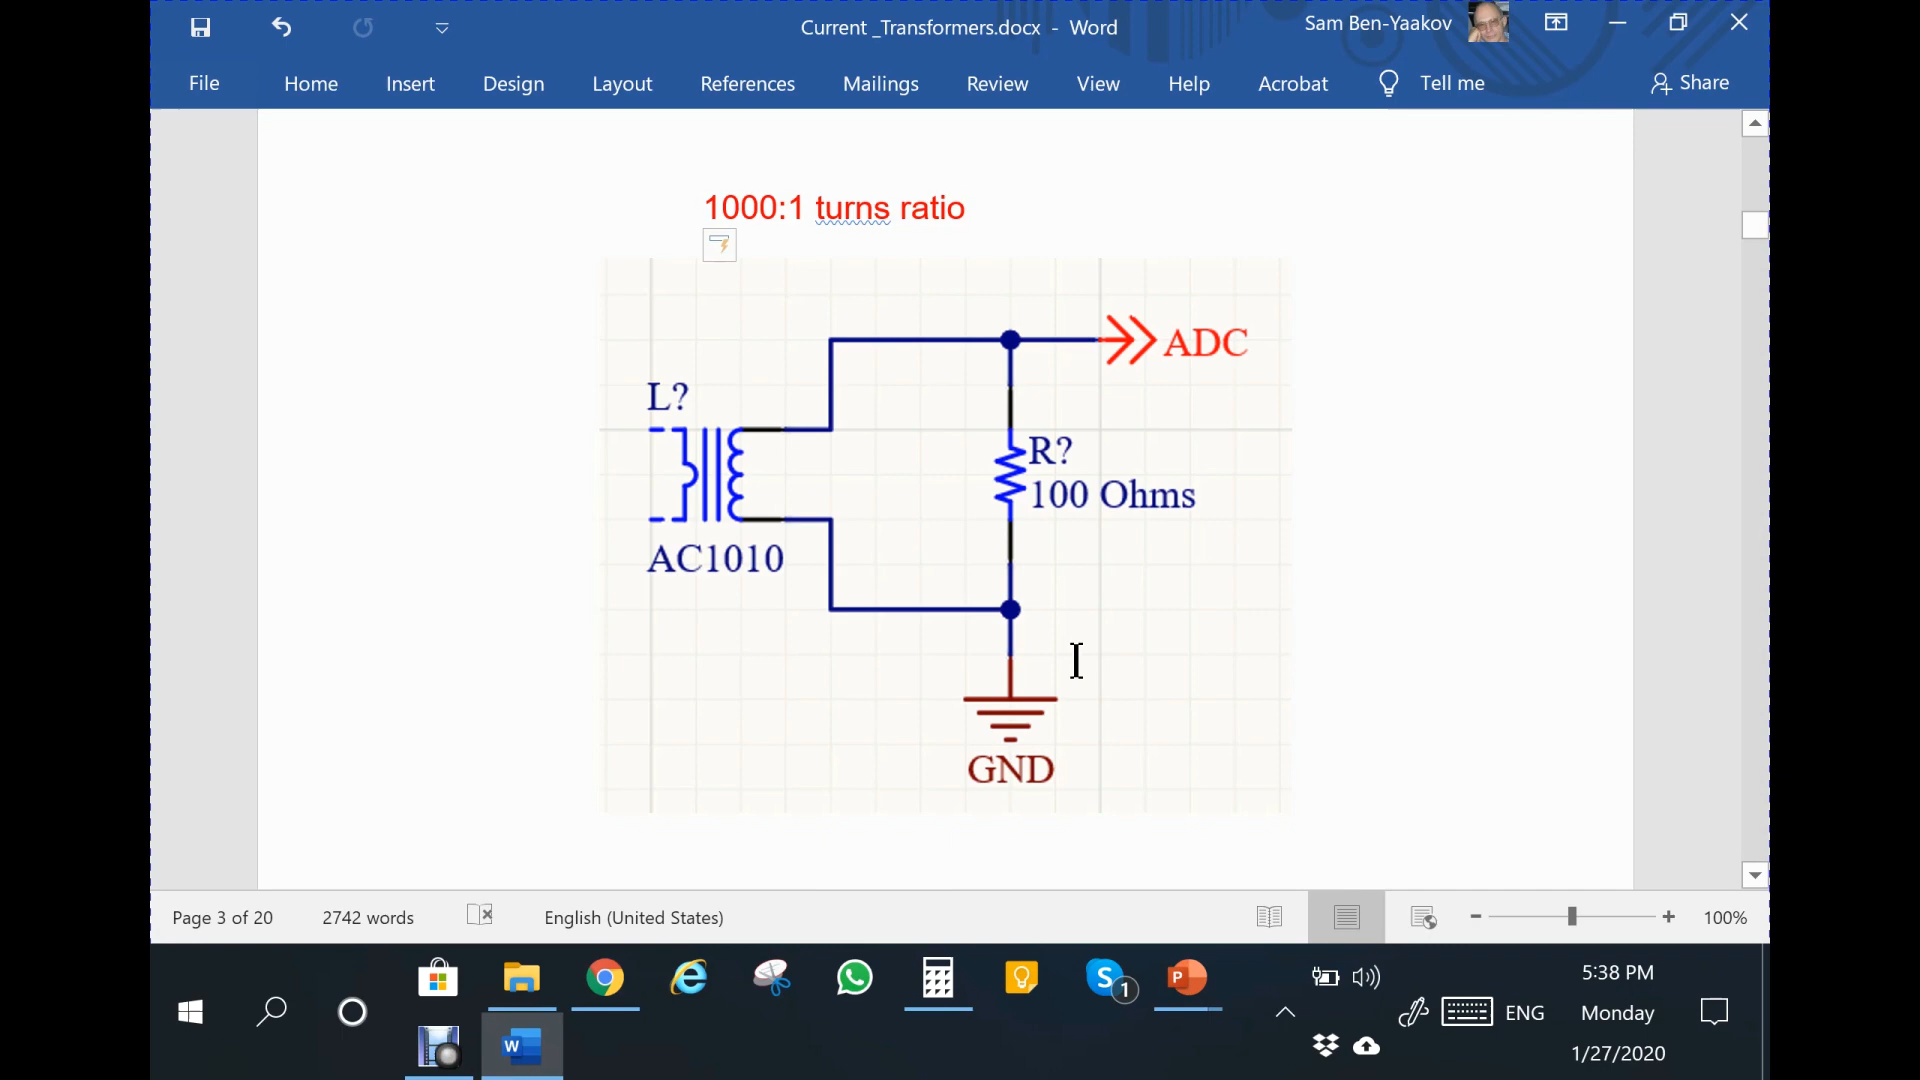 Current _Transformers.docx - Word
Sam Ben-Yaakov
File Home Insert Design Layout References Mailings Review View Help Acrobat Tell me Share
1000:1 turns ratio
ADC
L?
R?
100 Ohms
AC1010
GND
Page 3 of 20 2742 words English (United States) 100%
W
P
S
1
5:38 PM
ENG Monday
1/27/2020